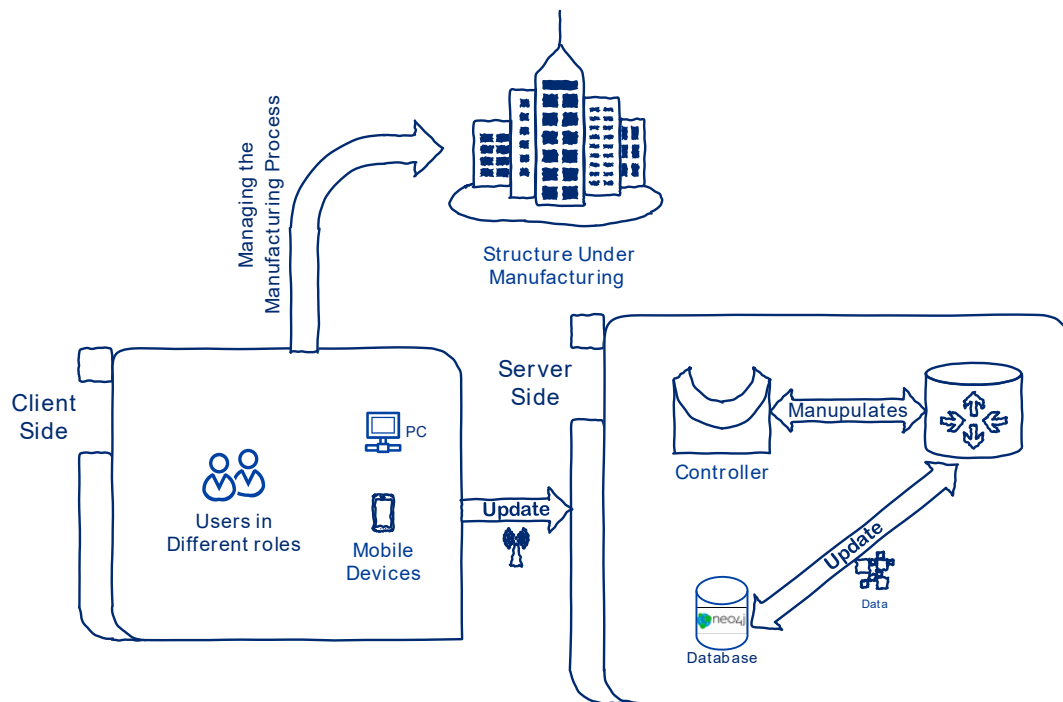 Managing the
Manufacturing Process
Structure Under
Manufacturing
Client
Side
Users in
Different roles
PC
Mobile
Devices
Update
Server
Side
Controller
Manupulates
Update
Data
neo4j
Database